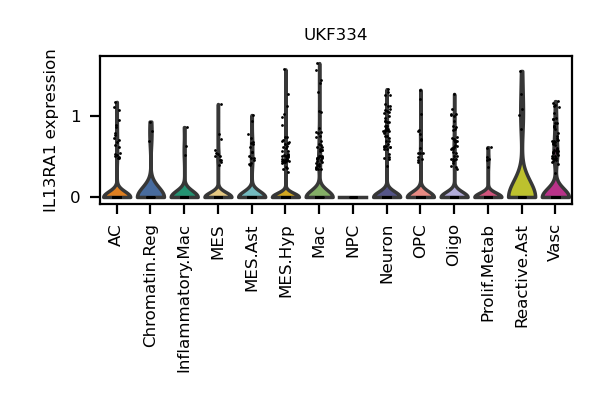 UKF334
IL13RA1 expression
1
0
AC
Chromatin.Reg
Inflammatory.Mac
MES
MES.Ast
MES.Hyp
Mac
NPC
Neuron
OPC
Oligo
Prolif.Metab
Reactive.Ast
Vasc